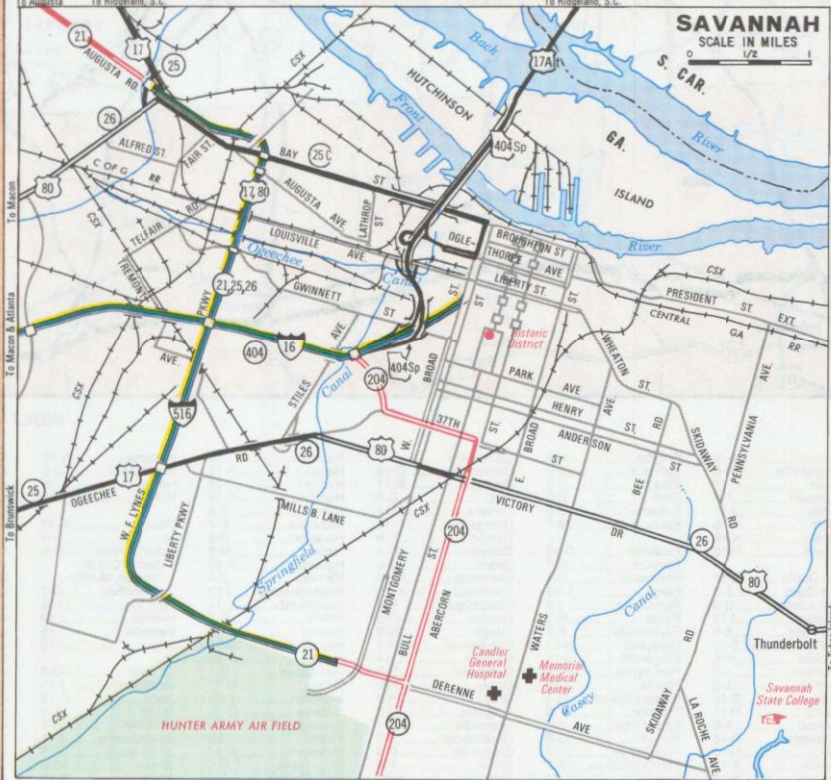 To Augusta
To Ridgeland, S.C.
To Ridgeland, S.C.
SAVANNAH
SCALE IN MILES
0 1/2 1
21
17
25
AUGUSTA RD.
CSX
Back
17A
S. CAR.
HUTCHINSON
Front
26
GA.
River
ALFRED ST.
FAIR ST.
BAY
25C
ST
404 Sp
ISLAND
C OF G RR
80
17,80
AUGUSTA AVE.
LATHROP ST
To Macon
CSX
TELFAIR RD.
LOUISVILLE AVE.
OGLE-
BROUGHTON ST
River
Ogeechee Canal
THORPE AVE
TREMONT
LIBERTY ST.
CSX
21,25,26
GWINNETT ST.
PRESIDENT ST. EXT.
To Macon & Atlanta
PKWY
ST.
ST
ST.
CENTRAL GA RR
AVE.
404
16
Historic District
WHEATON ST.
404Sp
AVE.
STILES AVE.
Canal
204
BROAD
PARK AVE
CSX
HENRY AVE.
RD
PENNSYLVANIA AVE.
516
37TH
ST.
BROAD
ANDERSON ST
SKIDAWAY RD
26
80
W.
ST
To Brunswick
25
17
OGEECHEE RD
E.
BEE
W. F. LYNES
LIBERTY PKWY
MILLS B. LANE
CSX
VICTORY DR
204
26
80
Springfield
MONTGOMERY
ST.
ABERCORN
Canal
WATERS
RD
Thunderbolt
21
BULL
Candler General Hospital
Memorial Medical Center
Casey
SKIDAWAY
Savannah State College
DERENNE AVE
LA ROCHE AVE
HUNTER ARMY AIR FIELD
CSX
204